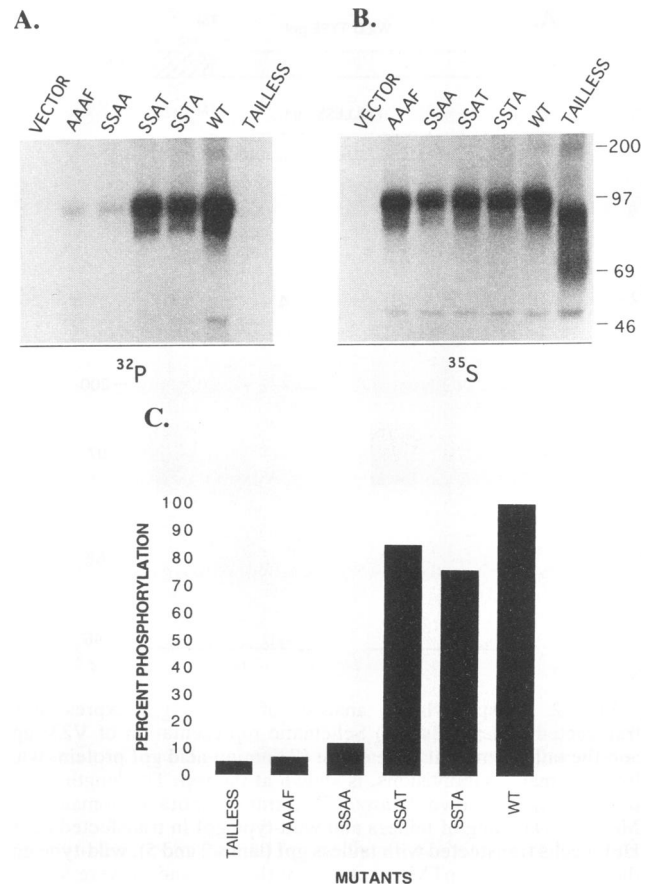 A.
VECTOR AAAF SSAA SSAT SSTA WT TAILLESS
32P
B.
VECTOR AAAF SSAA SSAT SSTA WT TAILLESS
200
97
69
46
35S
C.
PERCENT PHOSPHORYLATION
100
90
80
70
60
50
40
30
20
10
0
TAILLESS AAAF SSAA SSAT SSTA WT
MUTANTS